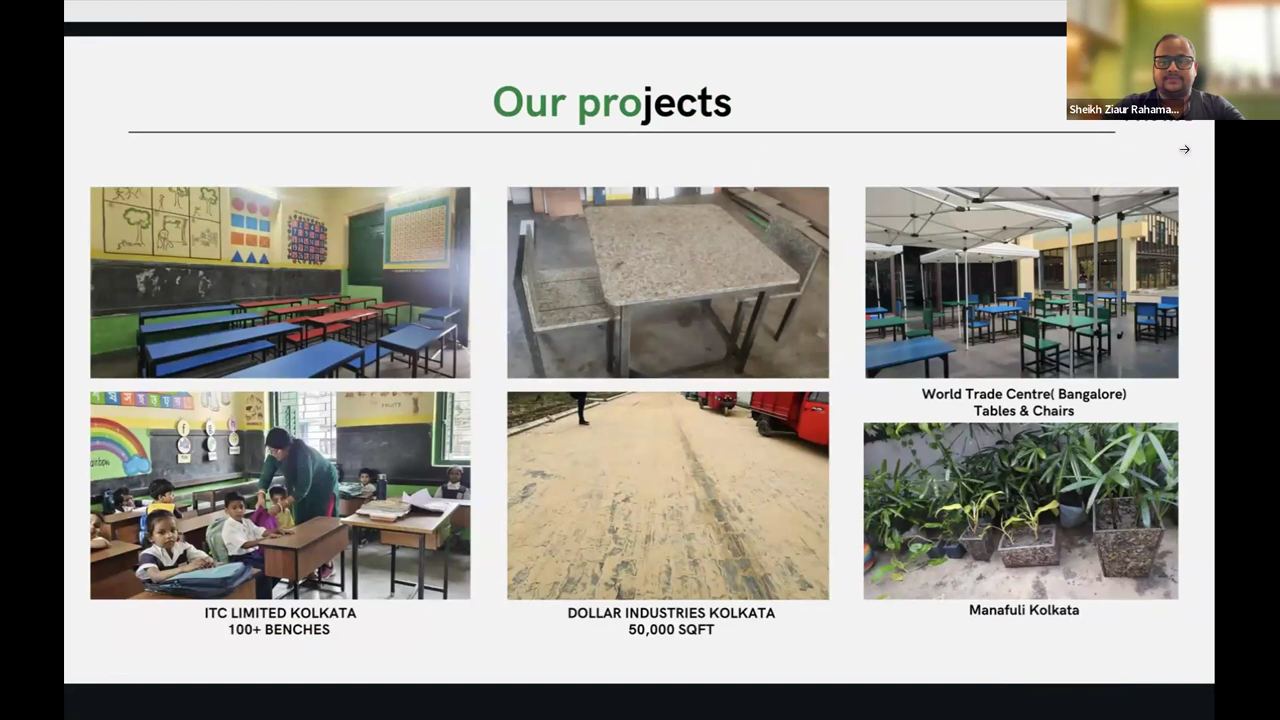 Our projects
Sheikh Ziaur Rahama...
ITC LIMITED KOLKATA
100+ BENCHES
DOLLAR INDUSTRIES KOLKATA
50,000 SQFT
World Trade Centre( Bangalore)
Tables & Chairs
Manafuli Kolkata